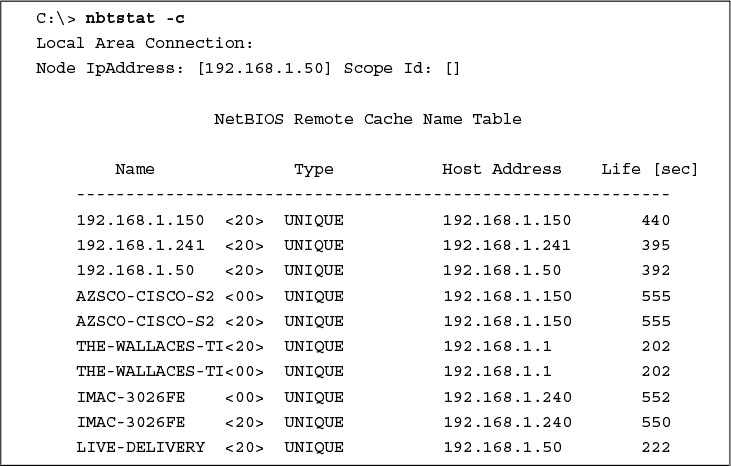 C:\> nbtstat -c
Local Area Connection:
Node IpAddress: [192.168.1.50] Scope Id: []
NetBIOS Remote Cache Name Table
Name Type Host Address Life [sec]
------------------------------------------------------------
192.168.1.150 <20> UNIQUE 192.168.1.150 440
192.168.1.241 <20> UNIQUE 192.168.1.241 395
192.168.1.50 <20> UNIQUE 192.168.1.50 392
AZSCO-CISCO-S2 <00> UNIQUE 192.168.1.150 555
AZSCO-CISCO-S2 <20> UNIQUE 192.168.1.150 555
THE-WALLACES-TI<20> UNIQUE 192.168.1.1 202
THE-WALLACES-TI<00> UNIQUE 192.168.1.1 202
IMAC-3026FE <00> UNIQUE 192.168.1.240 552
IMAC-3026FE <20> UNIQUE 192.168.1.240 550
LIVE-DELIVERY <20> UNIQUE 192.168.1.50 222